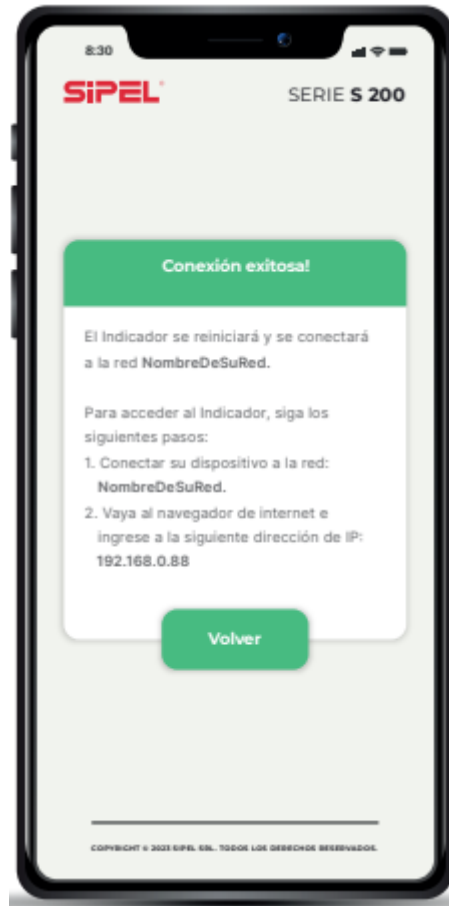 8:30
SiPEL
SERIE S 200
Conexión exitosa!
El Indicador se reiniciará y se conectará
a la red NombreDeSuRed.
Para acceder al Indicador, siga los
siguientes pasos:
1. Conectar su dispositivo a la red:
NombreDeSuRed.
2. Vaya al navegador de internet e
ingrese a la siguiente dirección de IP:
192.168.0.88
Volver
COPYRIGHT © 2023 SIPEL SRL. TODOS LOS DERECHOS RESERVADOS.